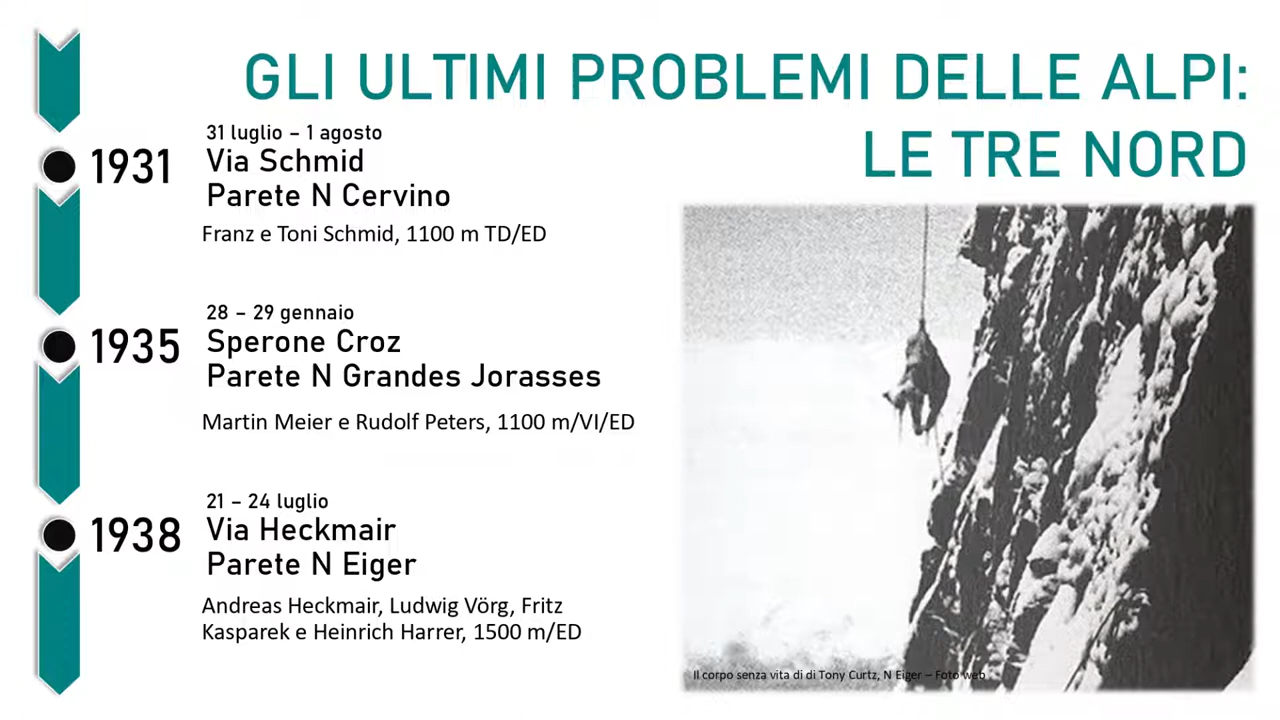 GLI ULTIMI PROBLEMI DELLE ALPI:
LE TRE NORD
31 luglio – 1 agosto
1931
Via Schmid
Parete N Cervino
Franz e Toni Schmid, 1100 m TD/ED
28 – 29 gennaio
1935
Sperone Croz
Parete N Grandes Jorasses
Martin Meier e Rudolf Peters, 1100 m/VI/ED
21 – 24 luglio
1938
Via Heckmair
Parete N Eiger
Andreas Heckmair, Ludwig Vörg, Fritz
Kasparek e Heinrich Harrer, 1500 m/ED
Il corpo senza vita di di Tony Curtz, N Eiger – Foto web